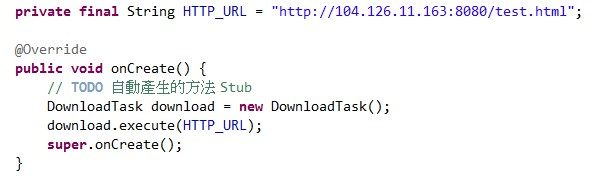 private final String HTTP_URL = "http://104.126.11.163:8080/test.html";
@Override
public void onCreate() {
// TODO 自動產生的方法 Stub
DownloadTask download = new DownloadTask();
download.execute(HTTP_URL);
super.onCreate();
}